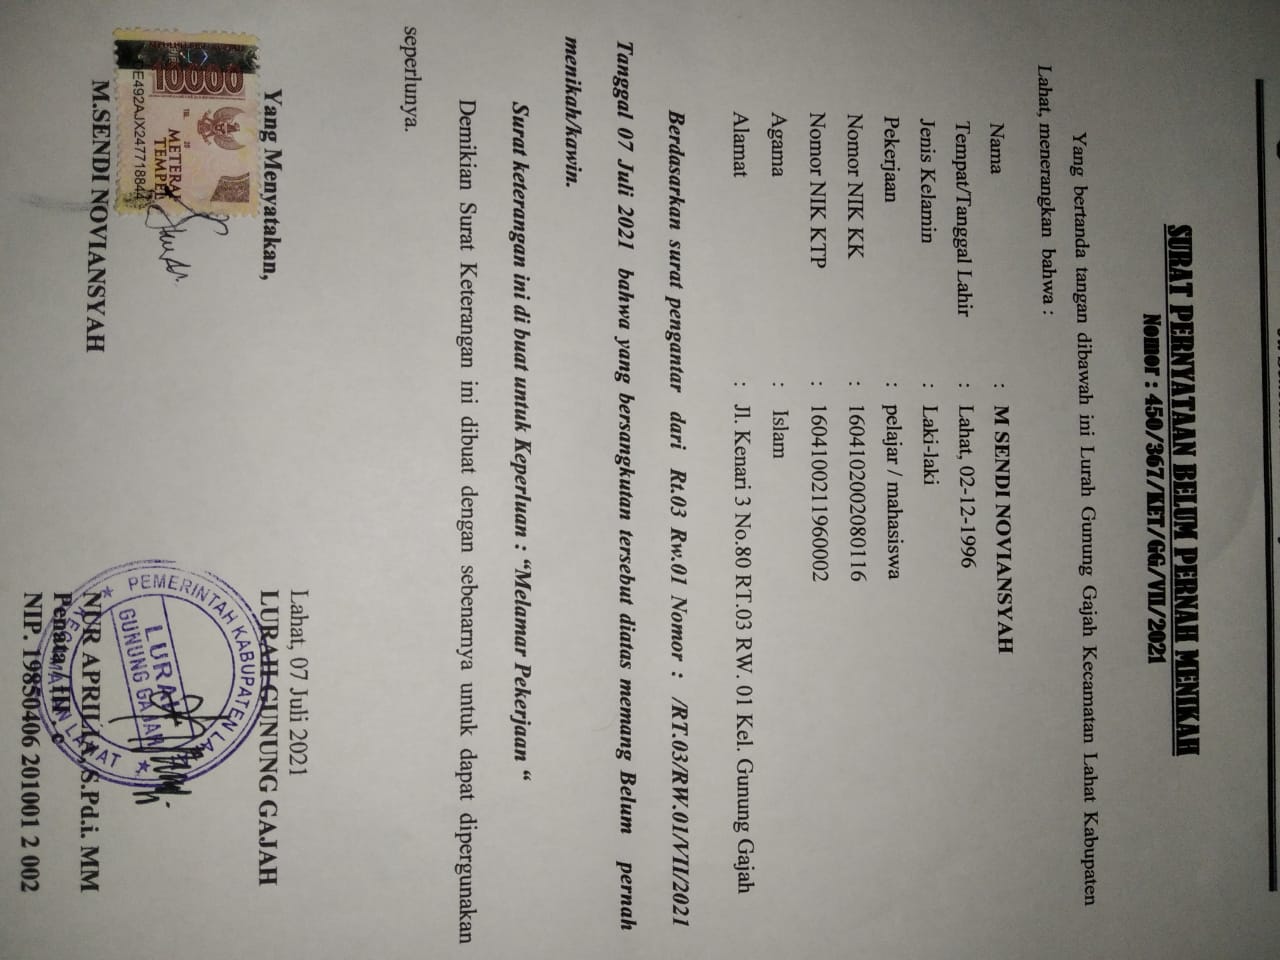 SURAT PERNYATAAN BELUM PERNAH MENIKAH
Nomor : 450/367/KET/GG/VII/2021
Yang bertanda tangan dibawah ini Lurah Gunung Gajah Kecamatan Lahat Kabupaten
Lahat, menerangkan bahwa :
Nama : M SENDI NOVIANSYAH
Tempat/Tanggal Lahir : Lahat, 02-12-1996
Jenis Kelamin : Laki-laki
Pekerjaan : pelajar / mahasiswa
Nomor NIK KK : 1604102002080116
Nomor NIK KTP : 1604100211960002
Agama : Islam
Alamat : Jl. Kenari 3 No.80 RT.03 RW. 01 Kel. Gunung Gajah
Berdasarkan surat pengantar dari Rt.03 Rw.01 Nomor : /RT.03/RW.01/VII/2021
Tanggal 07 Juli 2021 bahwa yang bersangkutan tersebut diatas memang Belum pernah
menikah/kawin.
Surat keterangan ini di buat untuk Keperluan : “Melamar Pekerjaan “
Demikian Surat Keterangan ini dibuat dengan sebenarnya untuk dapat dipergunakan
seperlunya.
Lahat, 07 Juli 2021
Yang Menyatakan,
LURAH GUNUNG GAJAH
10000
TGL. 20
METERAI
TEMPEL
DE492AJX247718844
PEMERINTAH KABUPATEN LAHAT
LURAH
GUNUNG GAJAH
KECAMATAN LAHAT
M.SENDI NOVIANSYAH
NUR APRILIA, S.Pd.i. MM
Penata / III . c
NIP. 19850406 201001 2 002